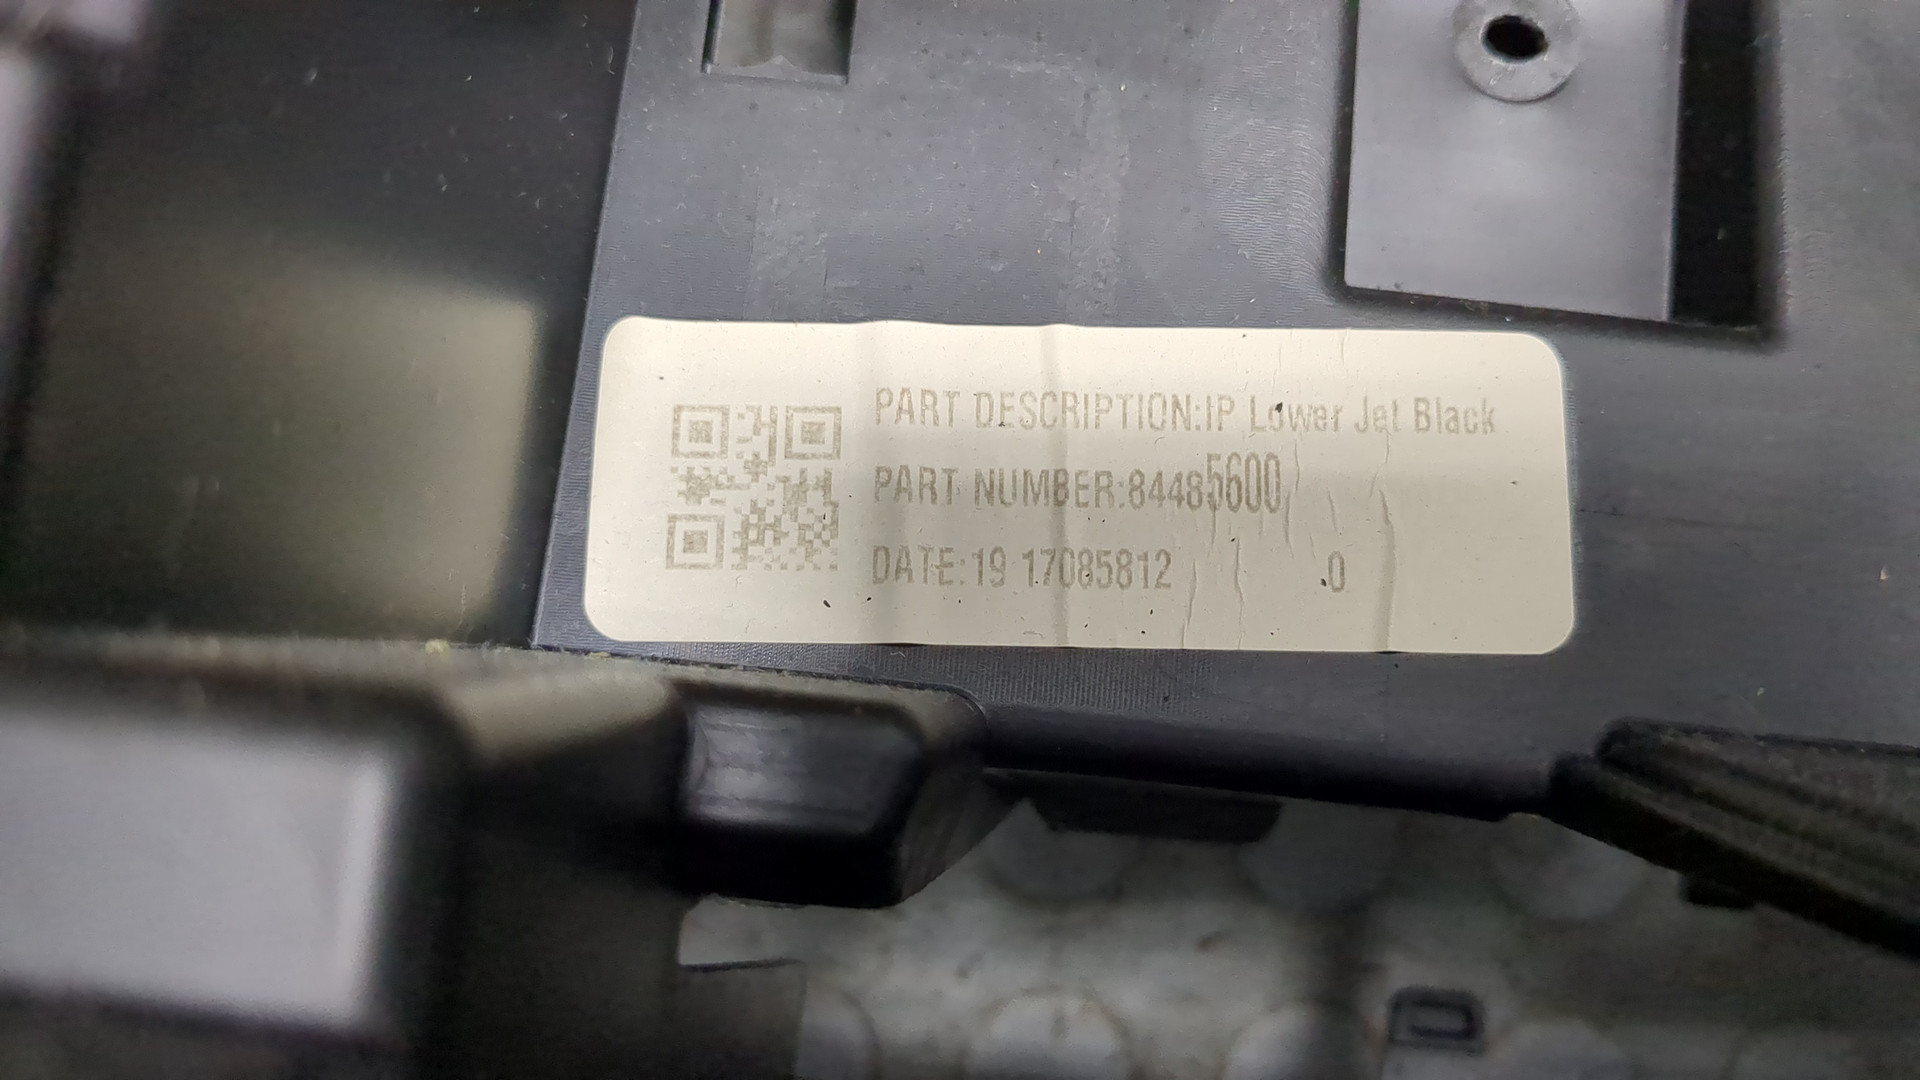 PART DESCRIPTION:IP Lower Jet Black
PART NUMBER:84485600
DATE:19 17085812 .0